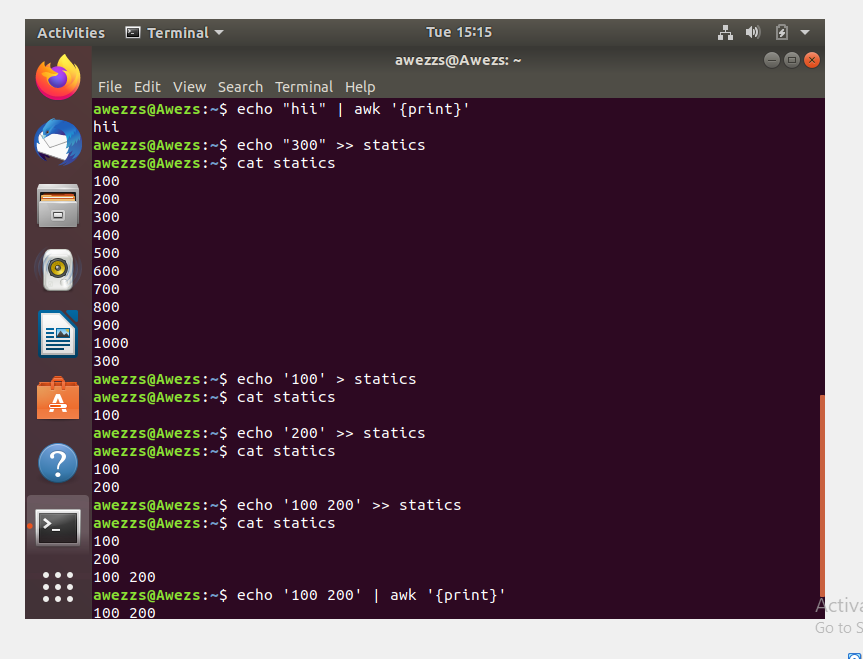 Activities Terminal Tue 15:15
awezzs@Awezs: ~
File Edit View Search Terminal Help
awezzs@Awezs:~$ echo "hii" | awk '{print}'
hii
awezzs@Awezs:~$ echo "300" >> statics
awezzs@Awezs:~$ cat statics
100
200
300
400
500
600
700
800
900
1000
300
awezzs@Awezs:~$ echo '100' > statics
awezzs@Awezs:~$ cat statics
100
awezzs@Awezs:~$ echo '200' >> statics
awezzs@Awezs:~$ cat statics
100
200
awezzs@Awezs:~$ echo '100 200' >> statics
awezzs@Awezs:~$ cat statics
100
200
100 200
awezzs@Awezs:~$ echo '100 200' | awk '{print}'
100 200
Activa
Go to S